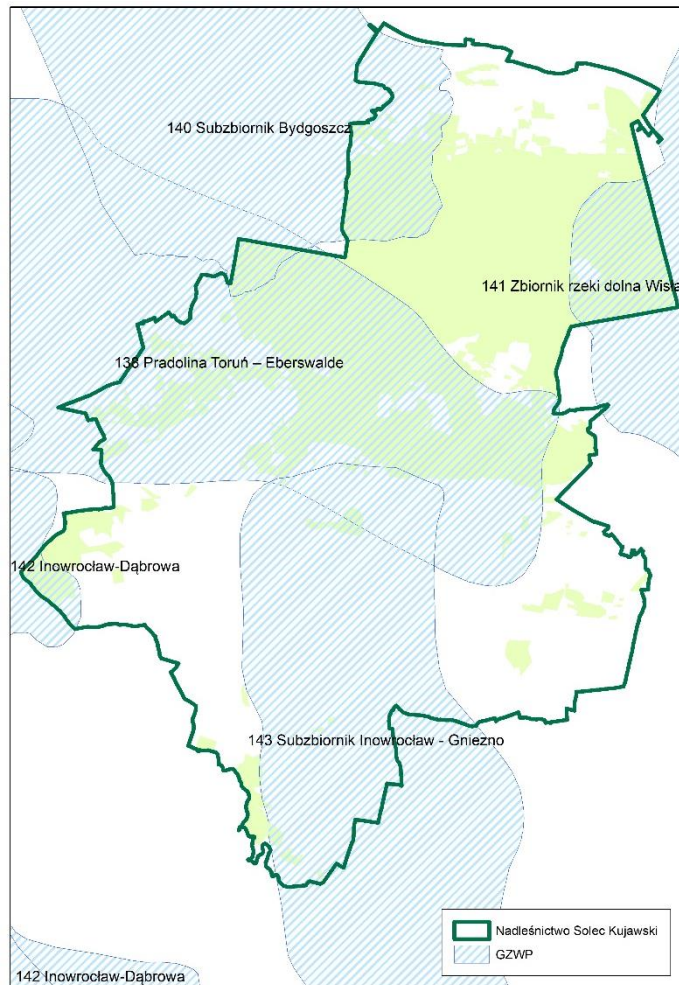 140 Subzbiornik Bydgoszcz
141 Zbiornik rzeki dolna Wisła
138 Pradolina Toruń – Eberswalde
142 Inowrocław-Dąbrowa
143 Subzbiornik Inowrocław - Gniezno
Nadleśnictwo Solec Kujawski
GZWP
142 Inowrocław-Dąbrowa